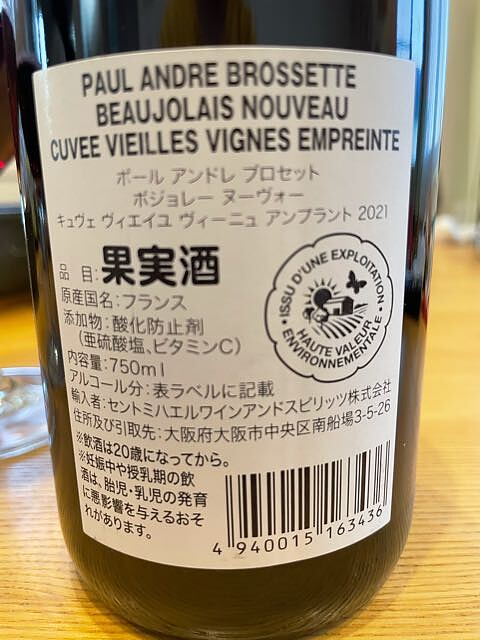 PAUL ANDRE BROSSETTE
BEAUJOLAIS NOUVEAU
CUVEE VIEILLES VIGNES EMPREINTE
ポール アンドレ ブロセット
ボジョレー ヌーヴォー
キュヴェ ヴィエイユ ヴィーニュ アンプラント 2021
品 目:果実酒
原産国名:フランス
添加物:酸化防止剤
(亜硫酸塩、ビタミンC)
内容量:750ml
アルコール分:表ラベルに記載
輸入者:セントミハエルワインアンドスピリッツ株式会社
住所及び引取先:大阪府大阪市中央区南船場3-5-26
ISSU D'UNE EXPLOITATION
HAUTE VALEUR
ENVIRONNEMENTALE
※飲酒は20歳になってから。
※妊娠中や授乳期の飲
酒は、胎児・乳児の発育
に悪影響を与えるおそ
れがあります。
4 940015 163436